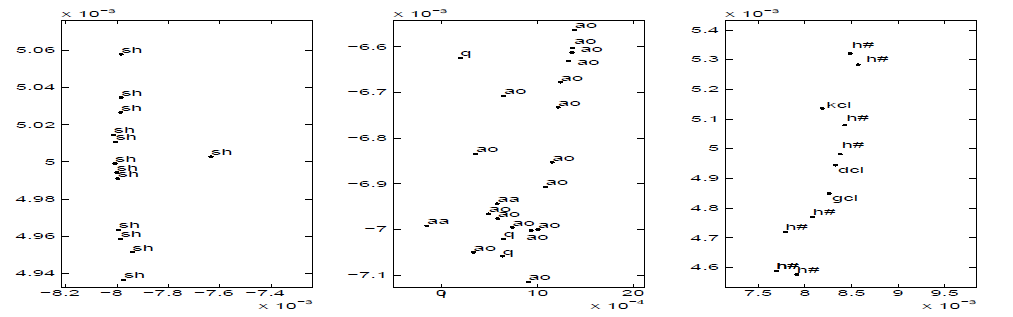 × 10⁻³
5.06
5.04
5.02
5
4.98
4.96
4.94
−8.2 −8 −7.8 −7.6 −7.4
× 10⁻³
sh
sh
sh
sh
sh
sh
sh
sh
sh
sh
sh
sh
sh
× 10⁻³
−6.6
−6.7
−6.8
−6.9
−7
−7.1
0 10 20
× 10⁻⁴
ao
ao
q ao
ao
ao
ao
ao
ao
ao
ao
aa
ao
ao
aa
ao
ao
q ao
ao q
ao
× 10⁻³
5.4
5.3
5.2
5.1
5
4.9
4.8
4.7
4.6
7.5 8 8.5 9 9.5
× 10⁻³
h#
h#
kcl
h#
h#
dcl
gcl
h#
h#
h# h#